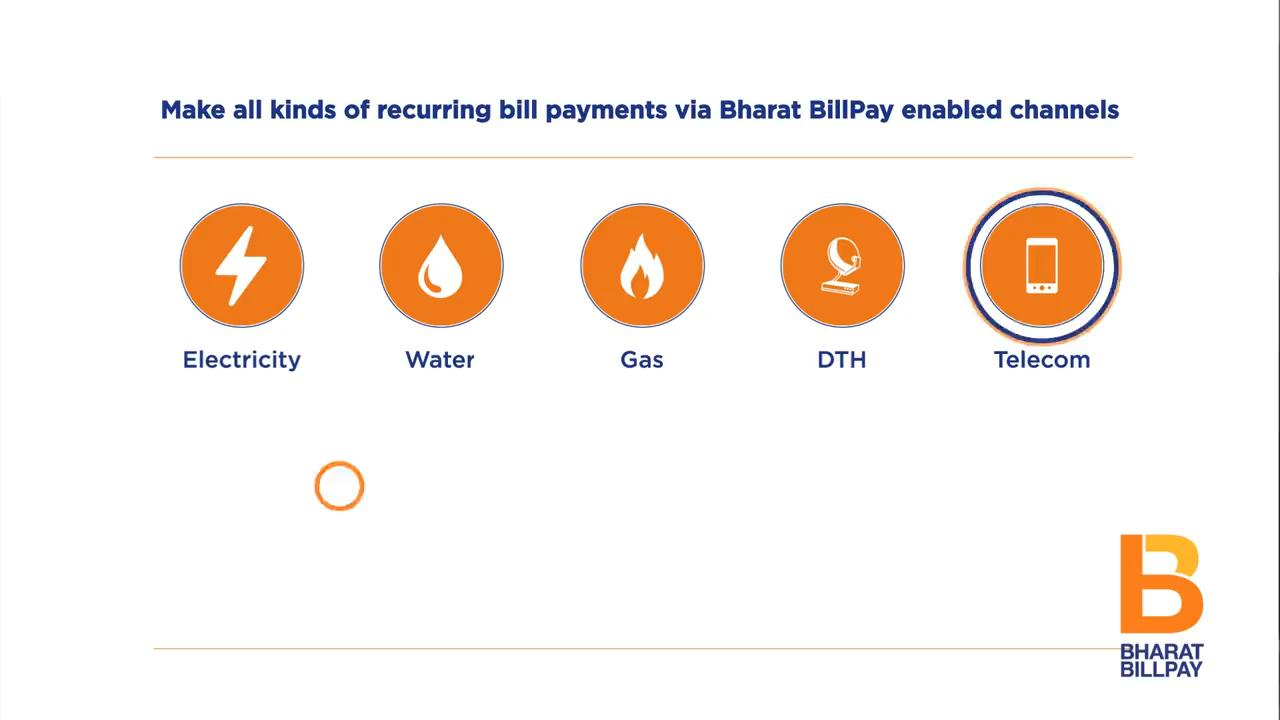 Make all kinds of recurring bill payments via Bharat BillPay enabled channels
Electricity
Water
Gas
DTH
Telecom
BHARAT
BILLPAY